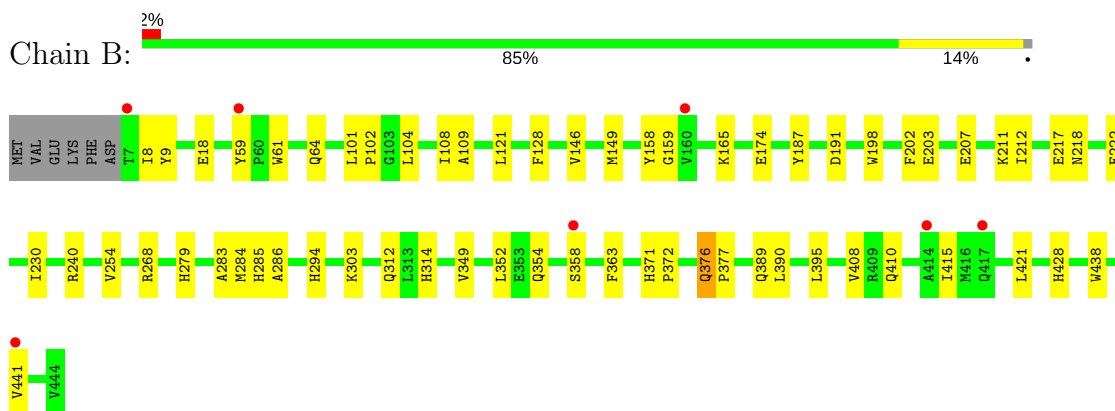 2%
Chain B:
85% 14% •
MET VAL GLU LYS PHE ASP T7 I8 Y9 E18 Y59 P60 W61 Q64 L101 P102 G103 L104 I108 A109 L121 F128 V146 M149 Y158 G159 V160 K165 E174 Y187 D191 W198 F202 E203 E207 K211 I212 E217 N218
I230 R240 V254 R268 H279 A283 M284 H285 A286 H294 K303 Q312 L313 H314 V349 L352 E353 Q354 S358 F363 H371 P372 Q376 P377 Q389 L390 L395 V408 R409 Q410 A414 I415 M416 Q417 L421 H428 W438
V441 V444